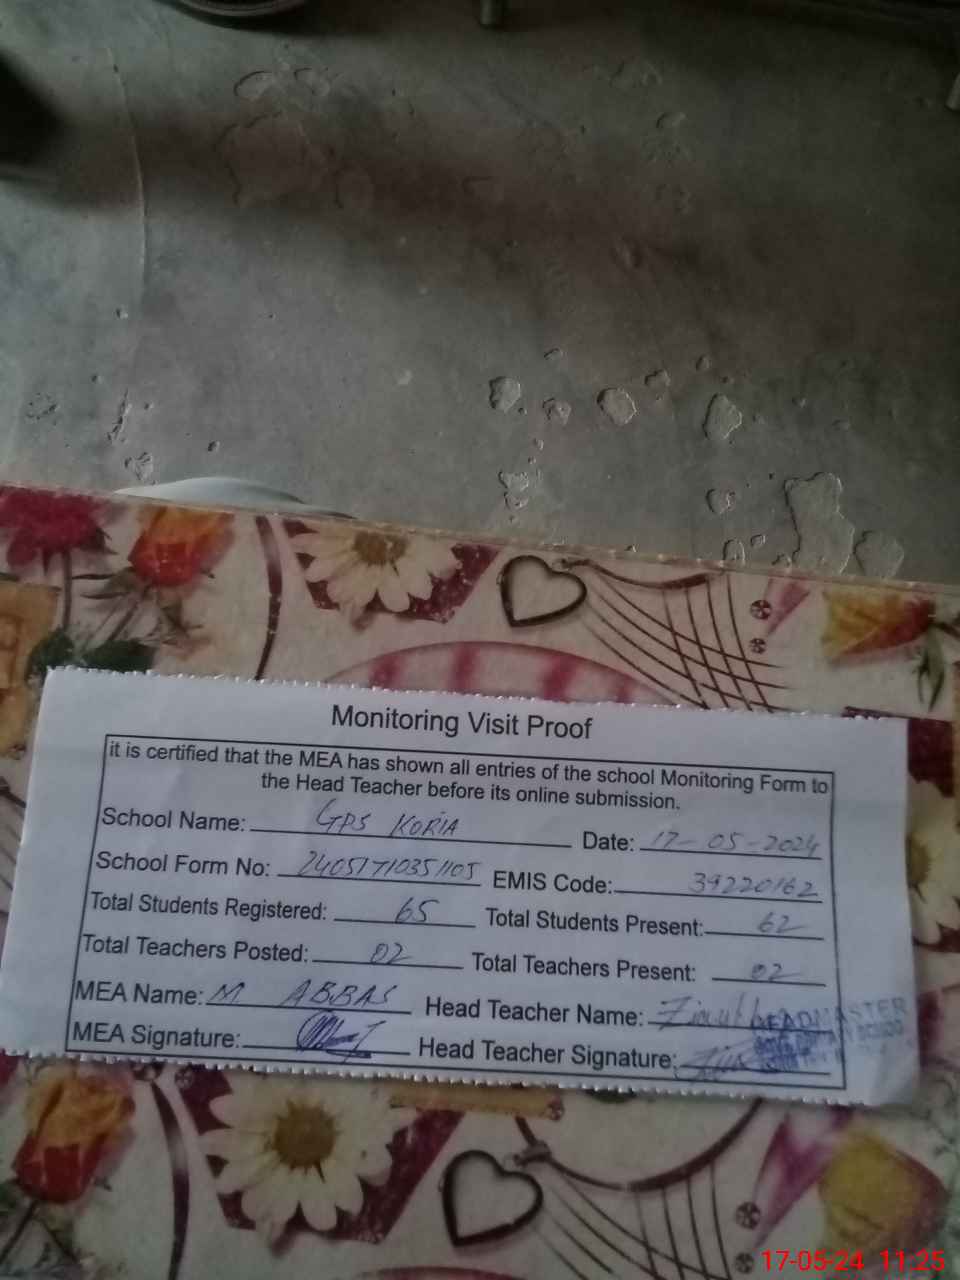 Monitoring Visit Proof
it is certified that the MEA has shown all entries of the school Monitoring Form to
the Head Teacher before its online submission.
School Name: GPS KORIA Date: 17-05-2024
School Form No: 24051710351105 EMIS Code: 39220162
Total Students Registered: 65 Total Students Present: 62
Total Teachers Posted: 02 Total Teachers Present: 02
MEA Name: M ABBAS Head Teacher Name:
HEADMASTER
MEA Signature: Head Teacher Signature:
17-05-24 11:25